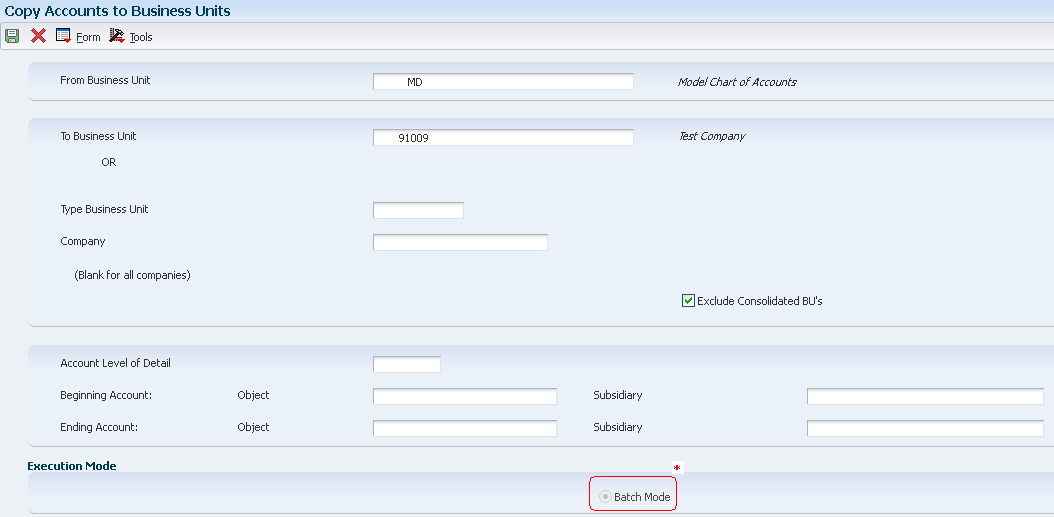 Copy Accounts to Business Units
Form Tools
From Business Unit MD Model Chart of Accounts
To Business Unit 91009 Test Company
OR
Type Business Unit
Company
(Blank for all companies)
Exclude Consolidated BU's
Account Level of Detail
Beginning Account: Object Subsidiary
Ending Account: Object Subsidiary
Execution Mode *
Batch Mode